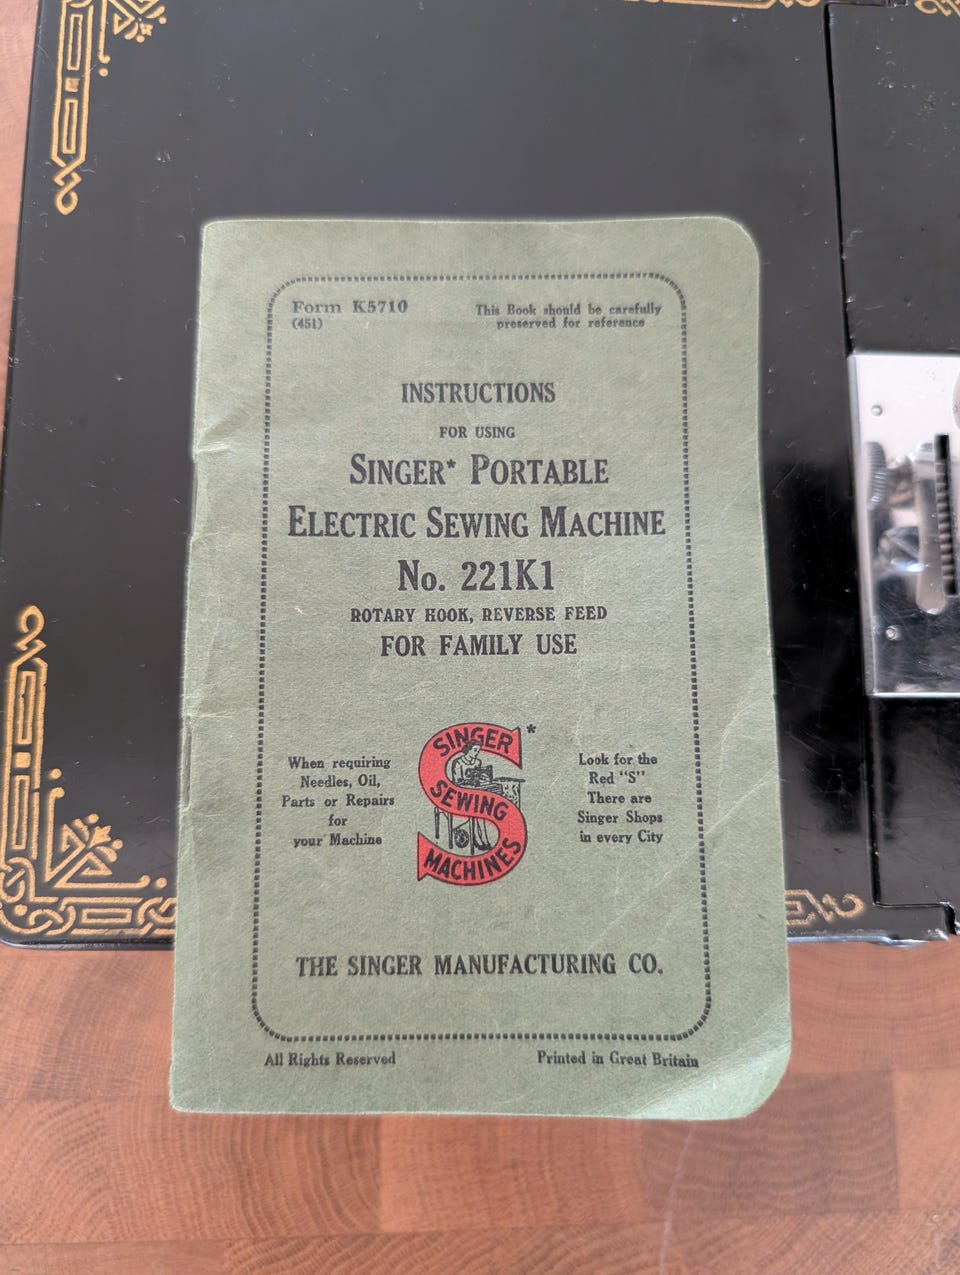 Form K5710
(451)
This Book should be carefully
preserved for reference
INSTRUCTIONS
FOR USING
SINGER* PORTABLE
ELECTRIC SEWING MACHINE
No. 221K1
ROTARY HOOK, REVERSE FEED
FOR FAMILY USE
When requiring
Needles, Oil,
Parts or Repairs
for
your Machine
SINGER *
SEWING
MACHINES
Look for the
Red "S"
There are
Singer Shops
in every City
THE SINGER MANUFACTURING CO.
All Rights Reserved
Printed in Great Britain